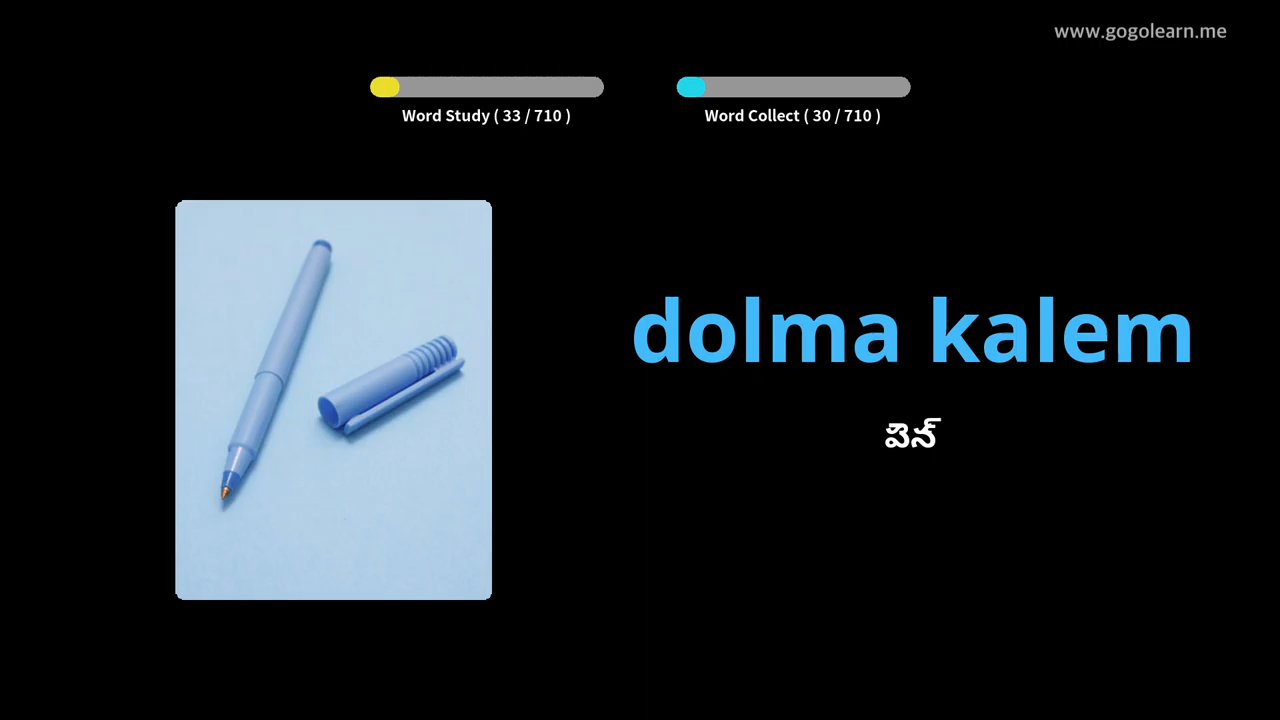 www.gogolearn.me
Word Study ( 33 / 710 )
Word Collect ( 30 / 710 )
dolma kalem
పెన్